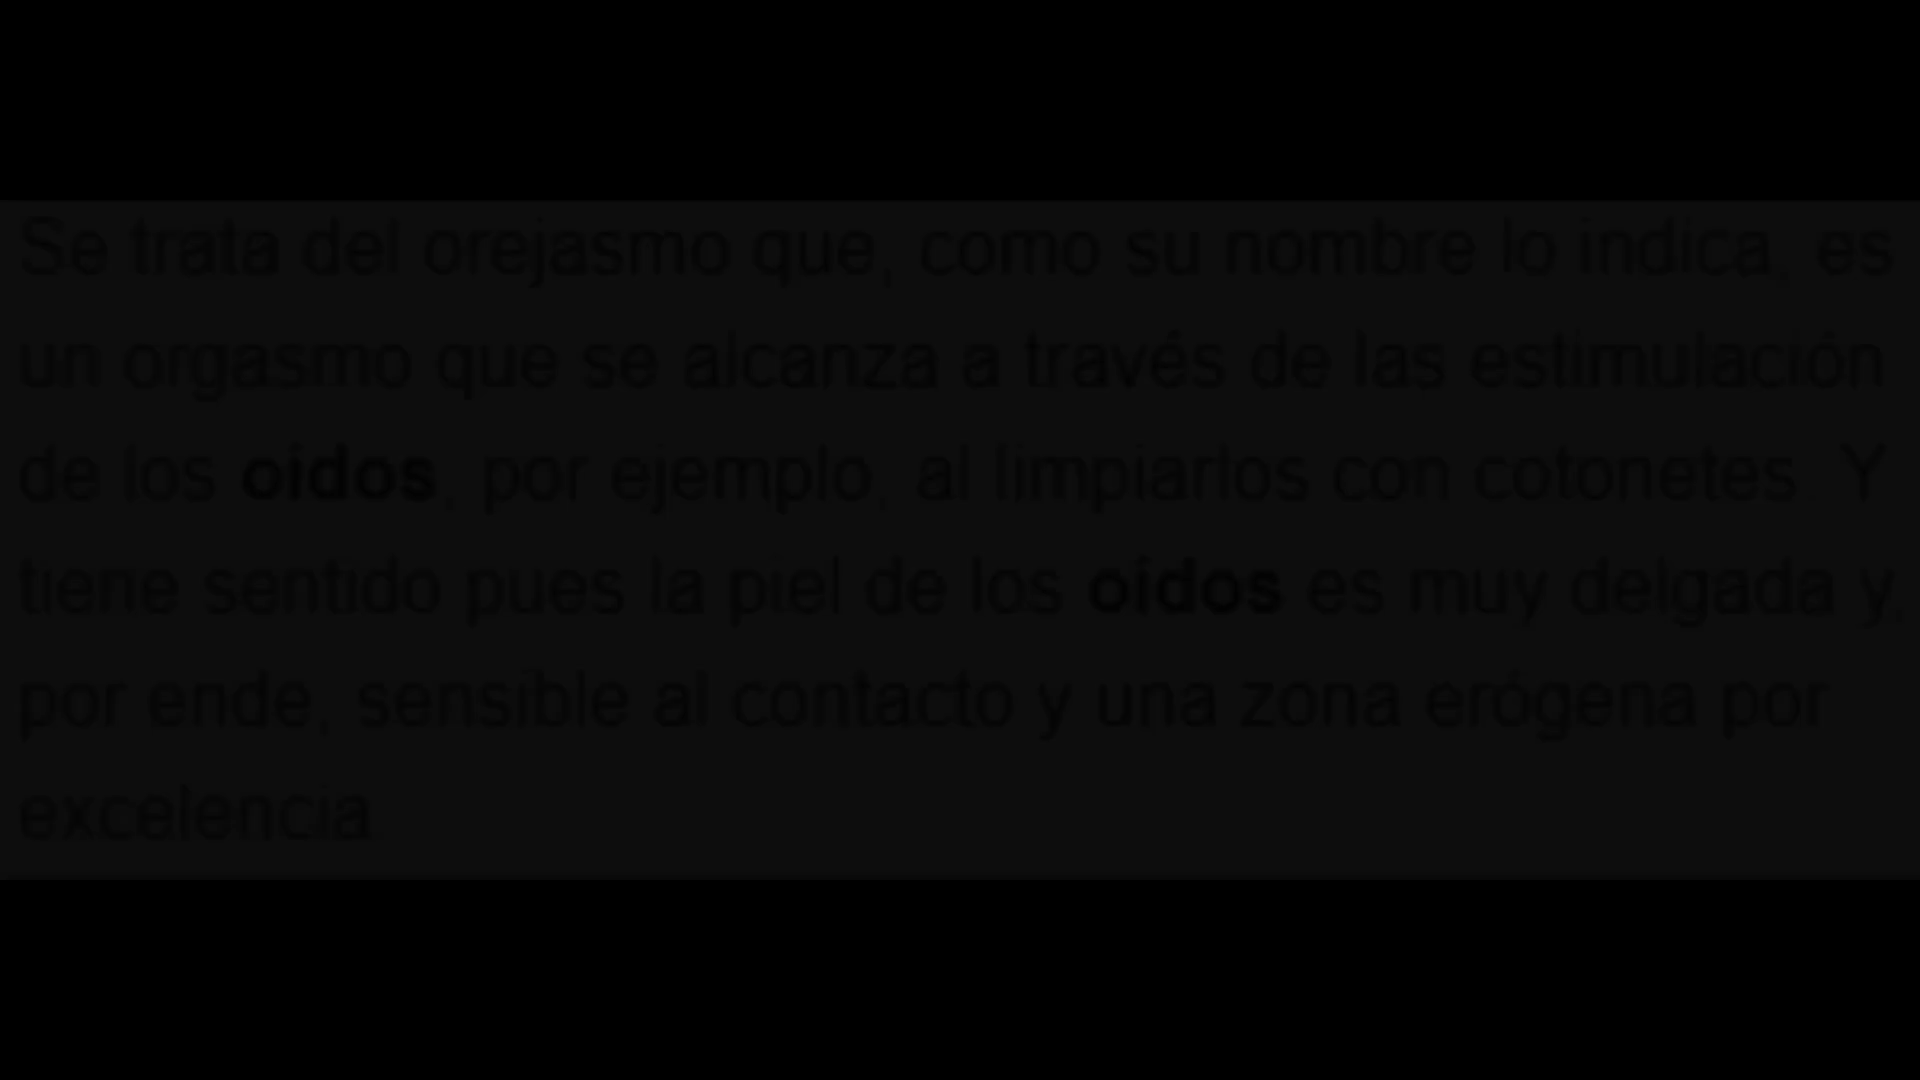 Se trata del orejasmo que, como su nombre lo indica, es
un orgasmo que se alcanza a través de las estimulación
de los oidos, por ejemplo, al limpiarlos con cotonetes. Y
tiene sentido pues la piel de los oidos es muy delgada y,
por ende, sensible al contacto y una zona erógena por
excelencia.